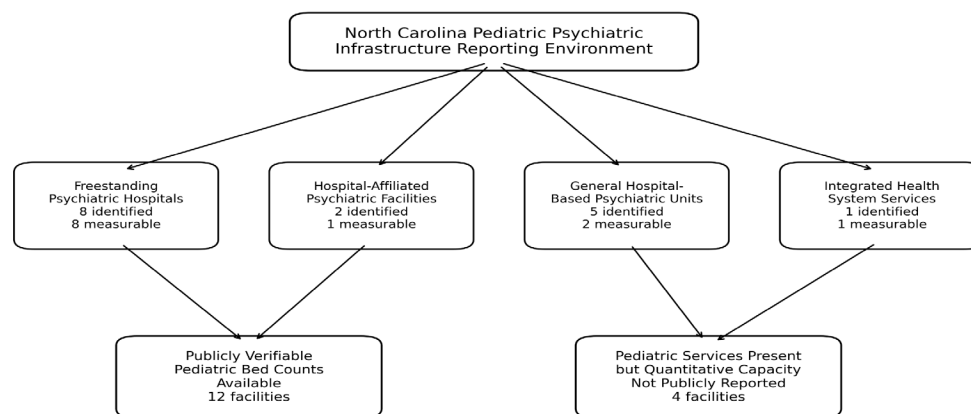 North Carolina Pediatric Psychiatric
Infrastructure Reporting Environment
Freestanding
Psychiatric Hospitals
8 identified
8 measurable
Hospital-Affiliated
Psychiatric Facilities
2 identified
1 measurable
General Hospital-
Based Psychiatric Units
5 identified
2 measurable
Integrated Health
System Services
1 identified
1 measurable
Publicly Verifiable
Pediatric Bed Counts
Available
12 facilities
Pediatric Services Present
but Quantitative Capacity
Not Publicly Reported
4 facilities